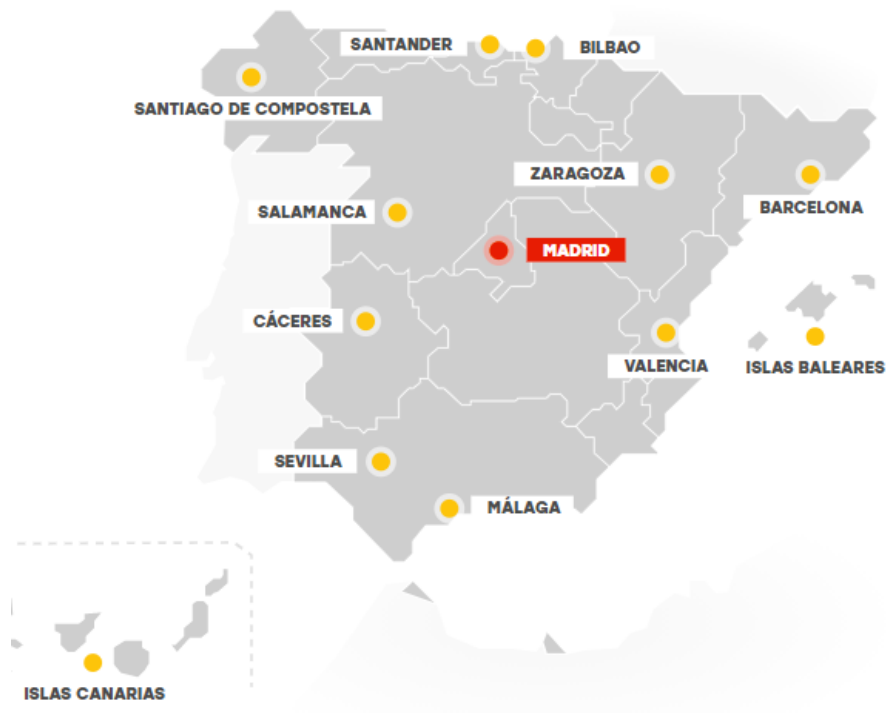 SANTANDER
BILBAO
SANTIAGO DE COMPOSTELA
ZARAGOZA
SALAMANCA
BARCELONA
MADRID
CÁCERES
VALENCIA
ISLAS BALEARES
SEVILLA
MÁLAGA
ISLAS CANARIAS